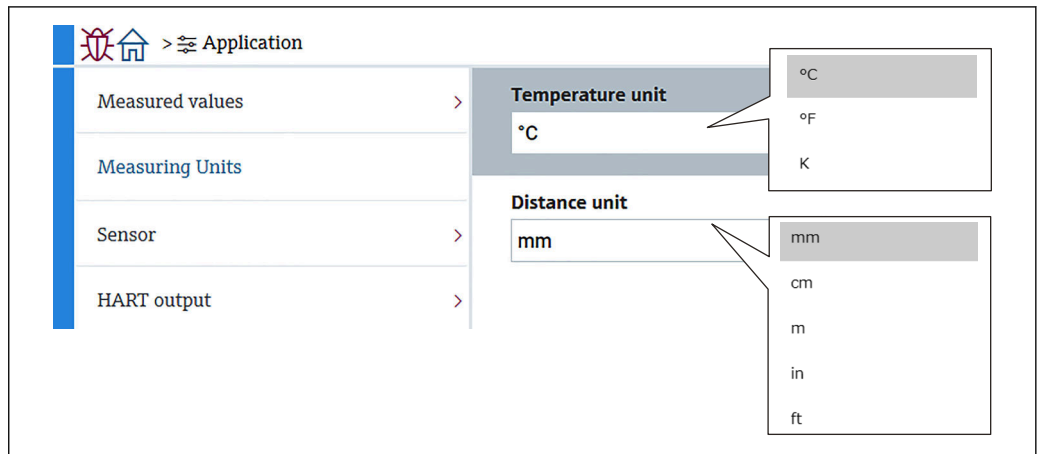 > Application
Measured values >
Measuring Units
Sensor >
HART output >
Temperature unit
°C
°C
°F
K
Distance unit
mm
mm
cm
m
in
ft